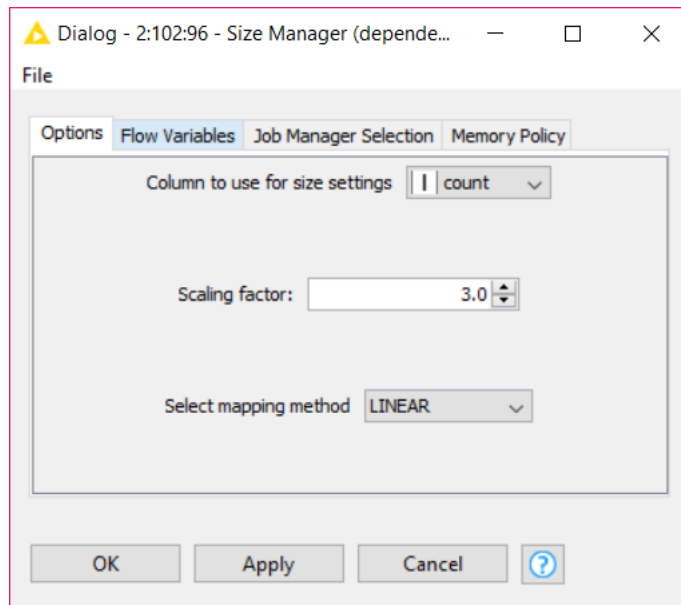 Dialog - 2:102:96 - Size Manager (depende...
File
Options Flow Variables Job Manager Selection Memory Policy
Column to use for size settings I count
Scaling factor: 3.0
Select mapping method LINEAR
OK Apply Cancel ?